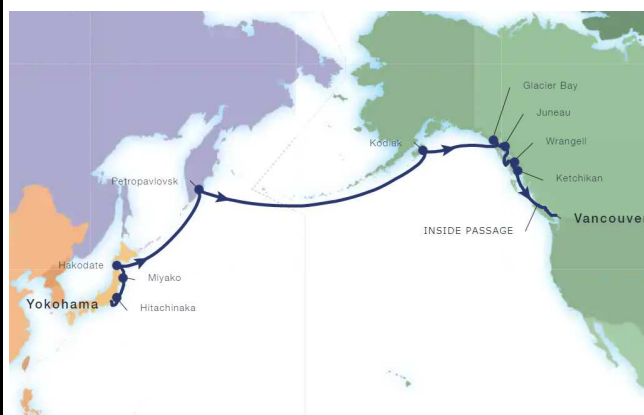 Glacier Bay
Juneau
Kodiak
Wrangell
Petropavlovsk
Ketchikan
Vancouver
INSIDE PASSAGE
Hakodate
Miyako
Yokohama
Hitachinaka